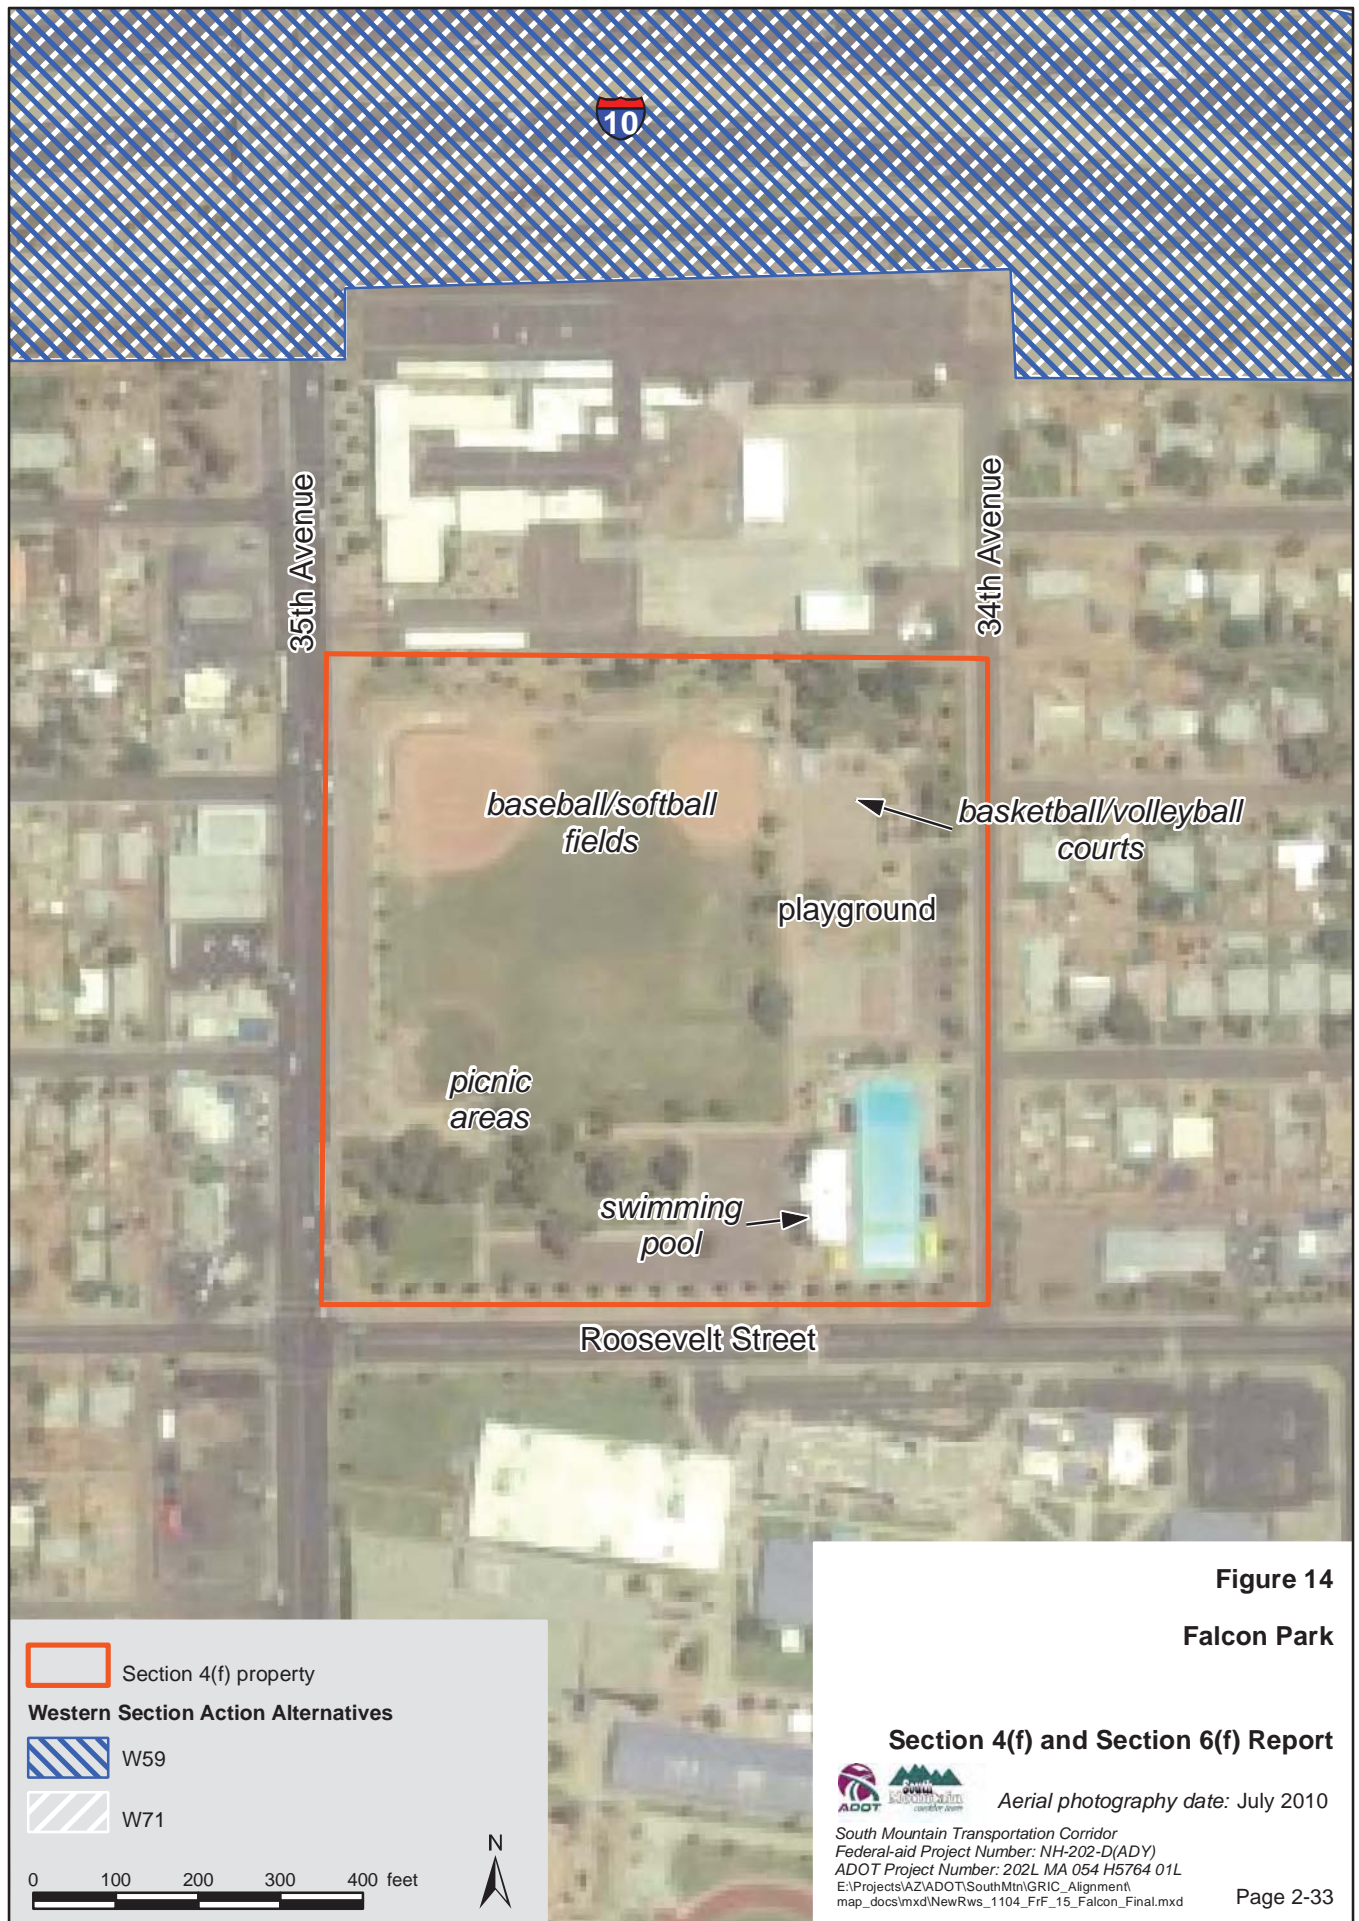 10
35th Avenue
34th Avenue
baseball/softball
fields
basketball/volleyball
courts
playground
picnic
areas
swimming
pool
Roosevelt Street
Figure 14
Falcon Park
Section 4(f) and Section 6(f) Report
ADOT
South
Mountain
Aerial photography date: July 2010
South Mountain Transportation Corridor
Federal-aid Project Number: NH-202-D(ADY)
ADOT Project Number: 202L MA 054 H5764 01L
E:\Projects\AZ\ADOT\SouthMtn\GRIC_Alignment\
map_docs\mxd\NewRws_1104_FrF_15_Falcon_Final.mxd
Page 2-33
Section 4(f) property
Western Section Action Alternatives
W59
W71
N
0 100 200 300 400 feet